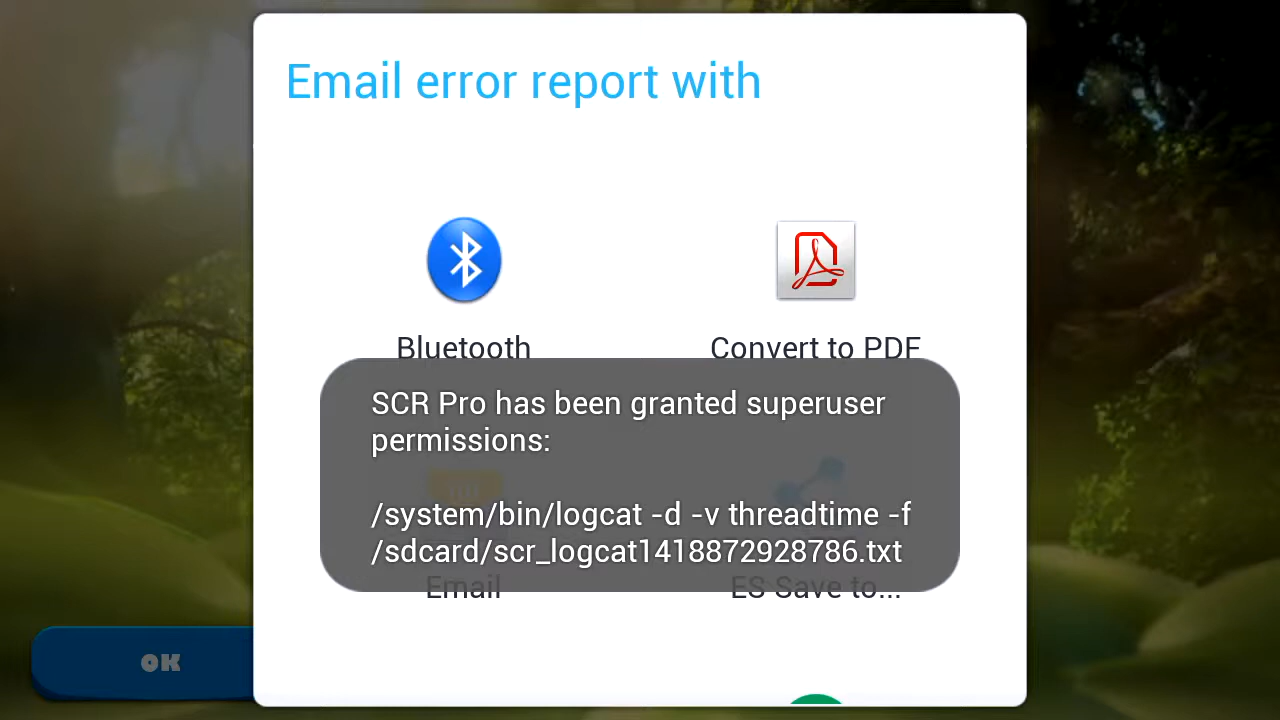 Email error report with
Bluetooth
Convert to PDF
SCR Pro has been granted superuser
permissions:
/system/bin/logcat -d -v threadtime -f
/sdcard/scr_logcat1418872928786.txt
Email
ES Save to...
OK